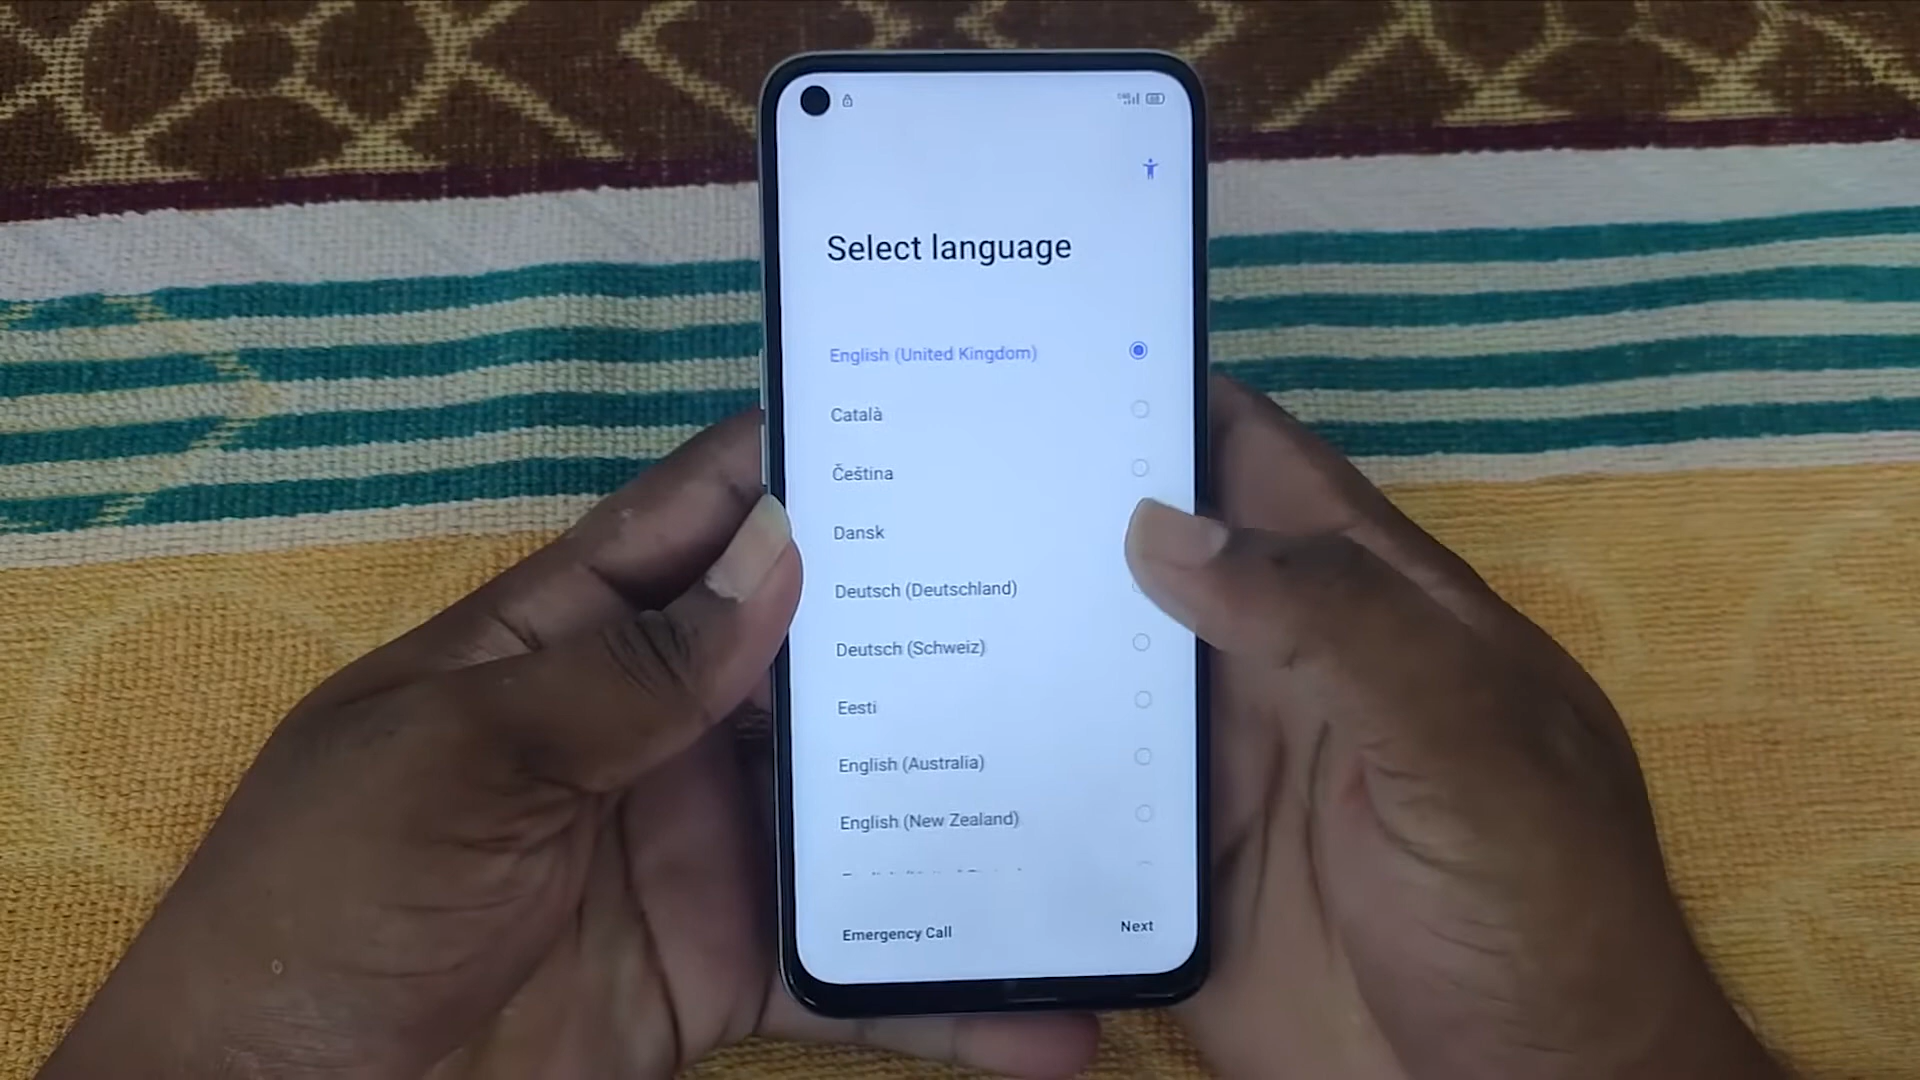 Select language
English (United Kingdom)
Català
Čeština
Dansk
Deutsch (Deutschland)
Deutsch (Schweiz)
Eesti
English (Australia)
English (New Zealand)
Emergency Call
Next